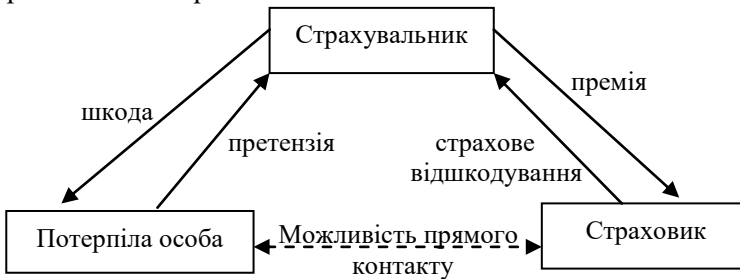 Страхувальник
шкода
премія
претензія
страхове
відшкодування
Потерпіла особа
Можливість прямого
контакту
Страховик